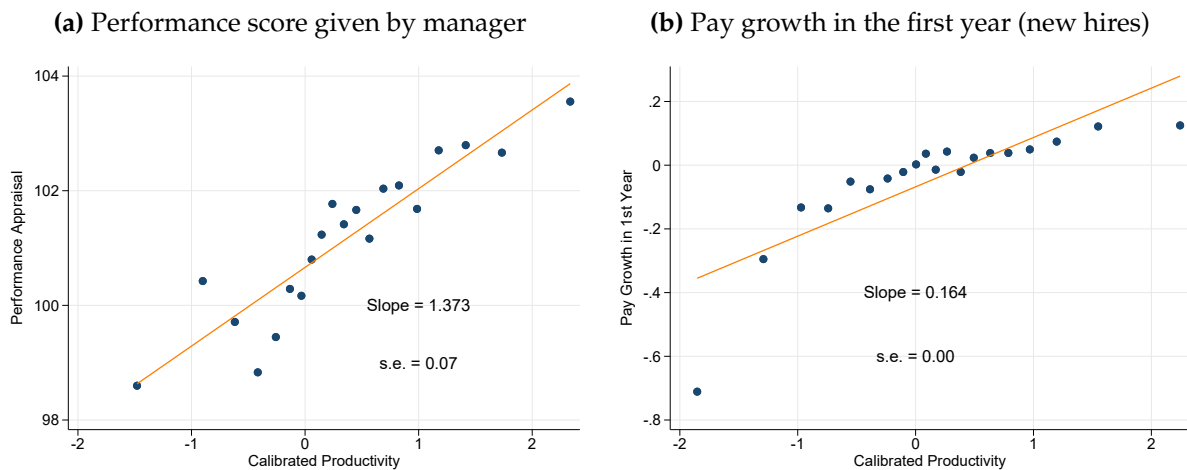 (a) Performance score given by manager
104
102
100
98
Performance Appraisal
Slope = 1.373
s.e. = 0.07
-2
-1
0
1
2
Calibrated Productivity
(b) Pay growth in the first year (new hires)
.2
0
-.2
-.4
-.6
-.8
Pay Growth in 1st Year
Slope = 0.164
s.e. = 0.00
-2
-1
0
1
2
Calibrated Productivity